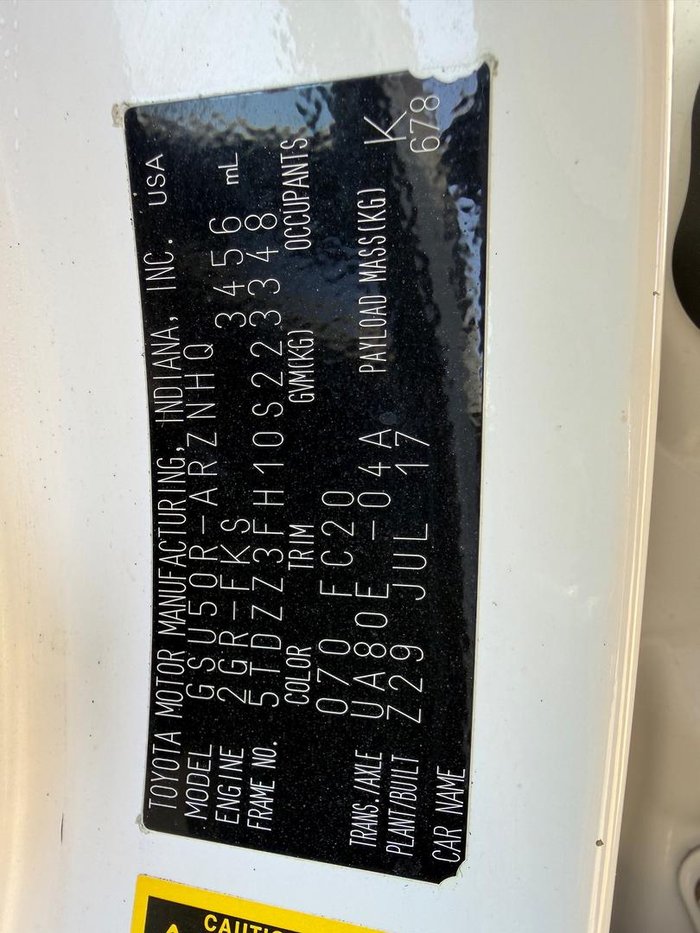 TOYOTA MOTOR MANUFACTURING, INDIANA, INC. USA
MODEL GSU50R-ARZNHQ
ENGINE 2GR-FKS 3456 mL
FRAME NO. 5TDZZ3FH10S223348
COLOR TRIM GVM(KG) OCCUPANTS
070 FC20
TRANS./AXLE UA80E -04A PAYLOAD MASS(KG) K
PLANT/BUILT Z29 JUL 17 678
CAR NAME
CAUTIO